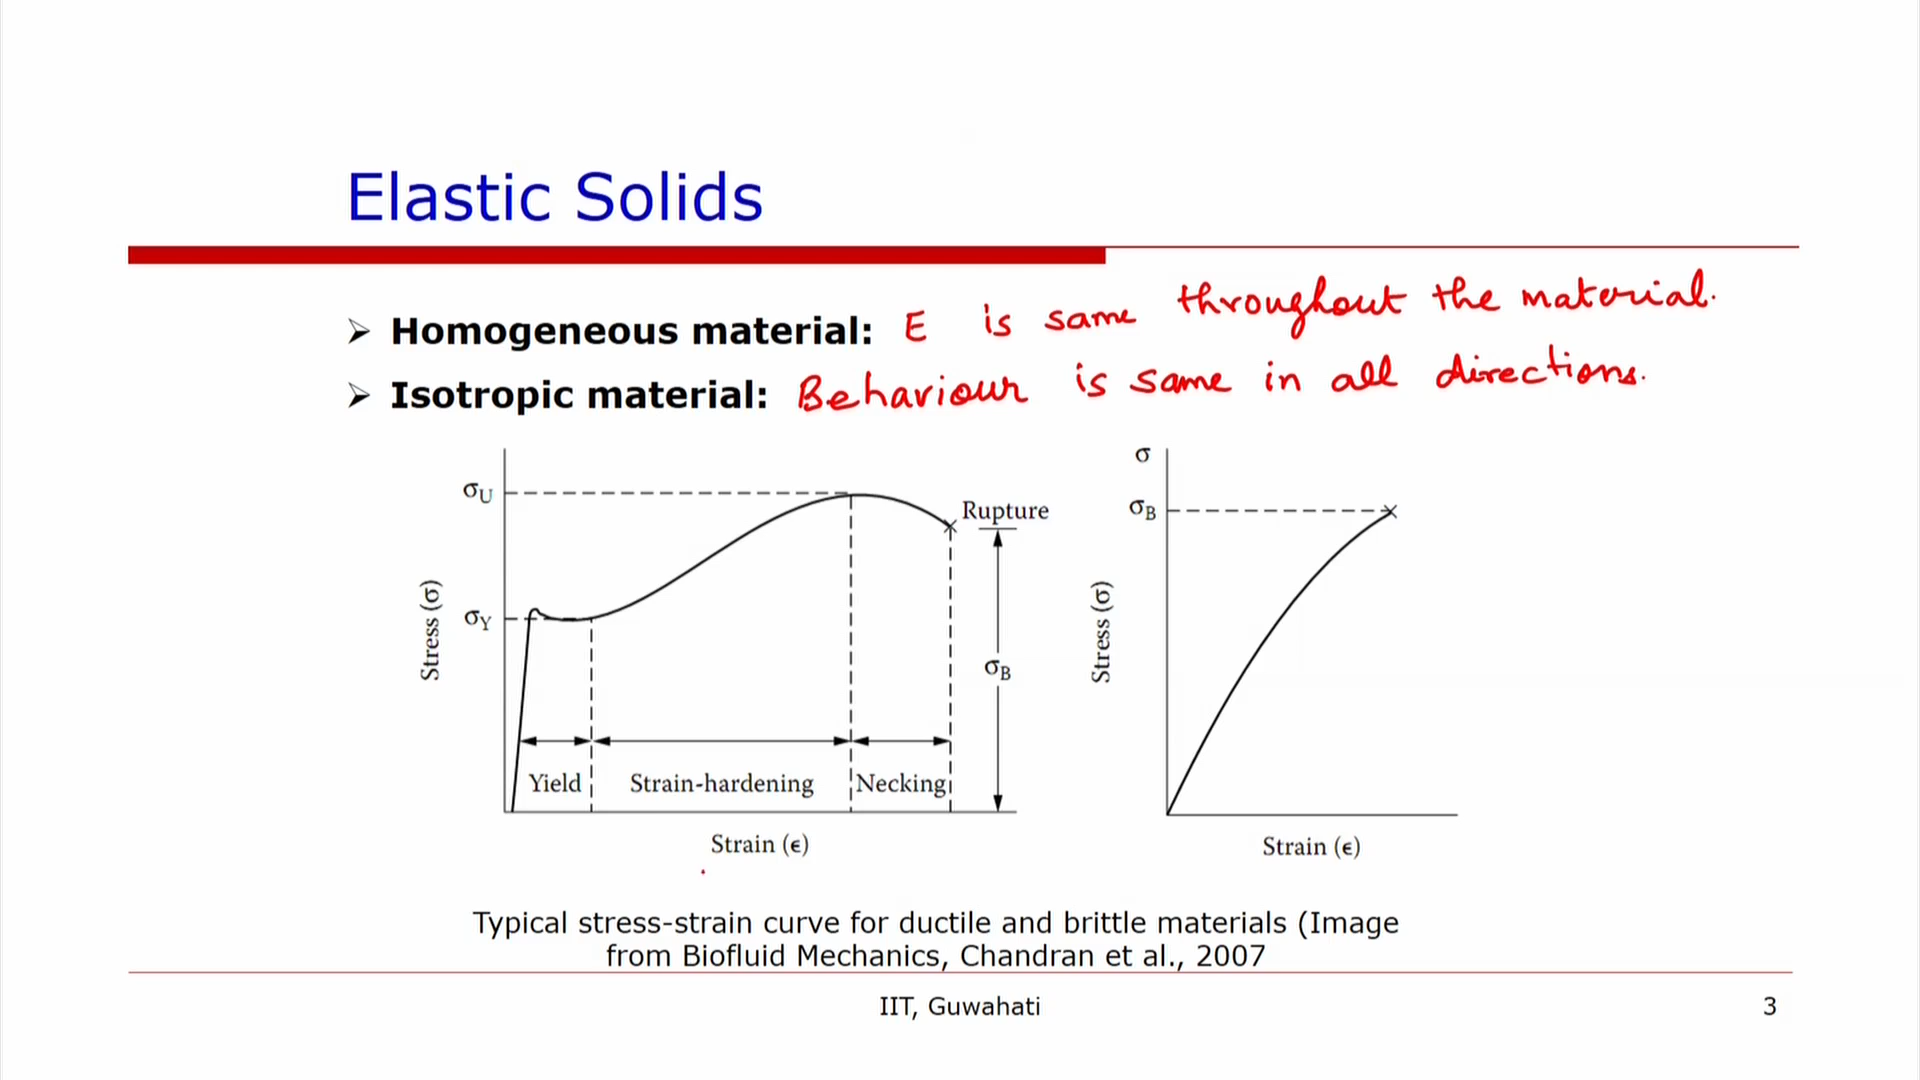 Elastic Solids
➢ Homogeneous material: E is same throughout the material.
➢ Isotropic material: Behaviour is same in all directions.
σU
σY
Stress (σ)
Rupture
σB
Yield
Strain-hardening
Necking
Strain (ϵ)
σ
σB
Stress (σ)
Strain (ϵ)
Typical stress-strain curve for ductile and brittle materials (Image
from Biofluid Mechanics, Chandran et al., 2007
IIT, Guwahati
3